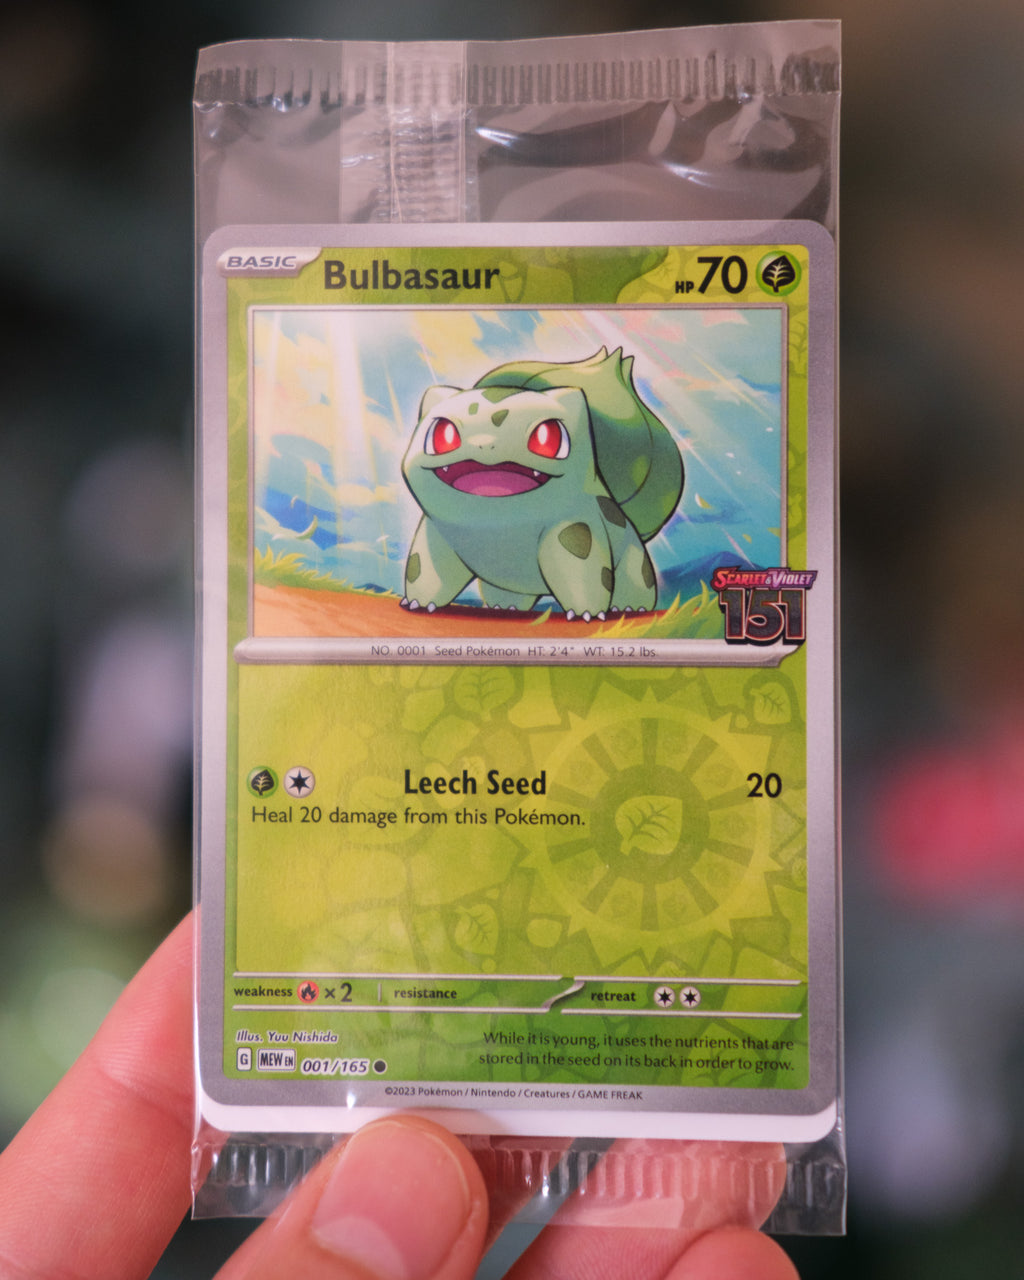 BASIC
Bulbasaur
HP 70
SCARLET & VIOLET
151
NO. 0001 Seed Pokémon HT: 2'4" WT: 15.2 lbs.
Leech Seed 20
Heal 20 damage from this Pokémon.
weakness ×2 resistance retreat
Illus. Yuu Nishida
While it is young, it uses the nutrients that are
stored in the seed on its back in order to grow.
G MEW EN 001/165
©2023 Pokémon / Nintendo / Creatures / GAME FREAK